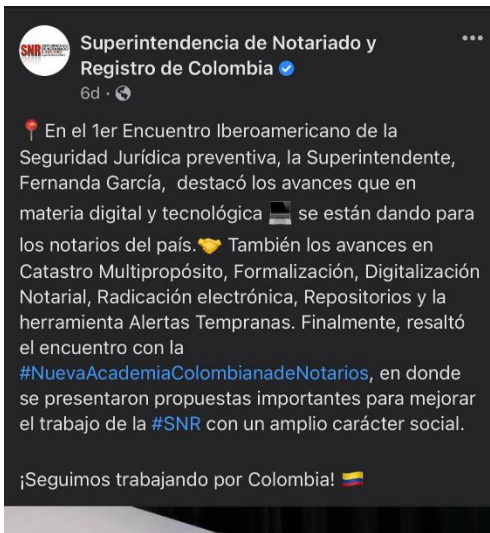 SNR
Superintendencia de Notariado y
Registro de Colombia
6d ·
📍 En el 1er Encuentro Iberoamericano de la
Seguridad Jurídica preventiva, la Superintendente,
Fernanda García, destacó los avances que en
materia digital y tecnológica 💻 se están dando para
los notarios del país.🤝 También los avances en
Catastro Multipropósito, Formalización, Digitalización
Notarial, Radicación electrónica, Repositorios y la
herramienta Alertas Tempranas. Finalmente, resaltó
el encuentro con la
#NuevaAcademiaColombianadeNotarios, en donde
se presentaron propuestas importantes para mejorar
el trabajo de la #SNR con un amplio carácter social.
¡Seguimos trabajando por Colombia! 🇨🇴